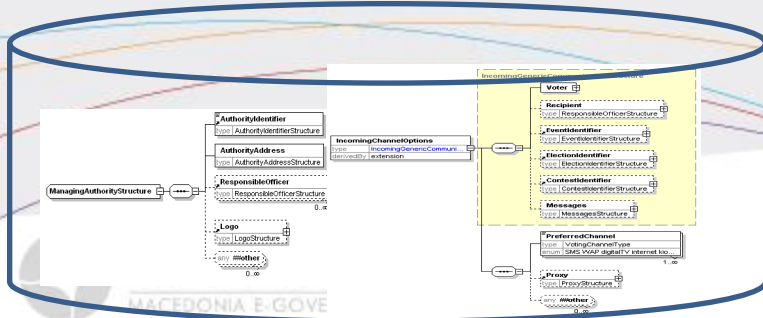 AuthorityIdentifier
type AuthorityIdentifierStructure
AuthorityAddress
type AuthorityAddressStructure
ManagingAuthorityStructure
ResponsibleOfficer
type ResponsibleOfficerStructure
0..∞
Logo
type LogoStructure
any ##other
0..∞
Voter
Recipient
type ResponsibleOfficerStructure
EventIdentifier
type EventIdentifierStructure
IncomingChannelOptions
type IncomingGenericCommuni...
derivedBy extension
ElectionIdentifier
type ElectionIdentifierStructure
ContestIdentifier
type ContestIdentifierStructure
Messages
type MessagesStructure
PreferredChannel
type VotingChannelType
enum SMS WAP digitalTV internet kio...
1..∞
Proxy
type ProxyStructure
any ##other
0..∞
MACEDONIA E-GOVE